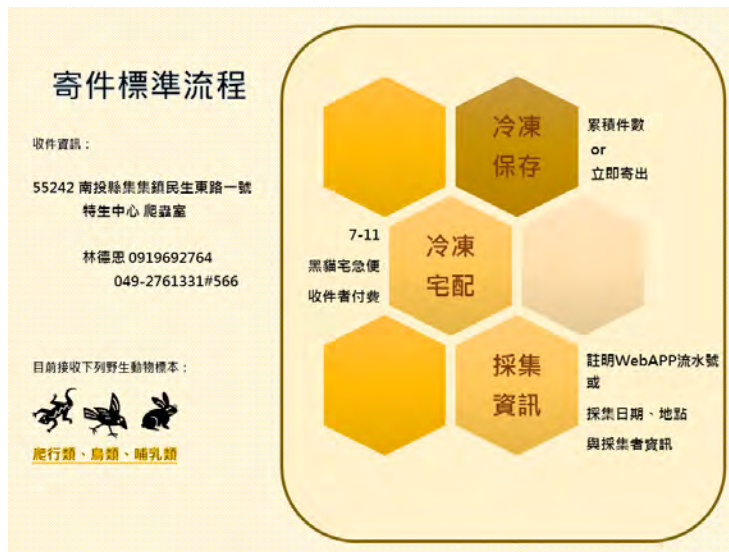 寄件標準流程
收件資訊：
55242 南投縣集集鎮民生東路一號
特生中心 爬蟲室
林德恩 0919692764
049-2761331#566
目前接收下列野生動物標本：
爬行類、鳥類、哺乳類
冷凍
保存
累積件數
or
立即寄出
7-11
黑貓宅急便
收件者付費
冷凍
宅配
採集
資訊
註明WebAPP流水號
或
採集日期、地點
與採集者資訊